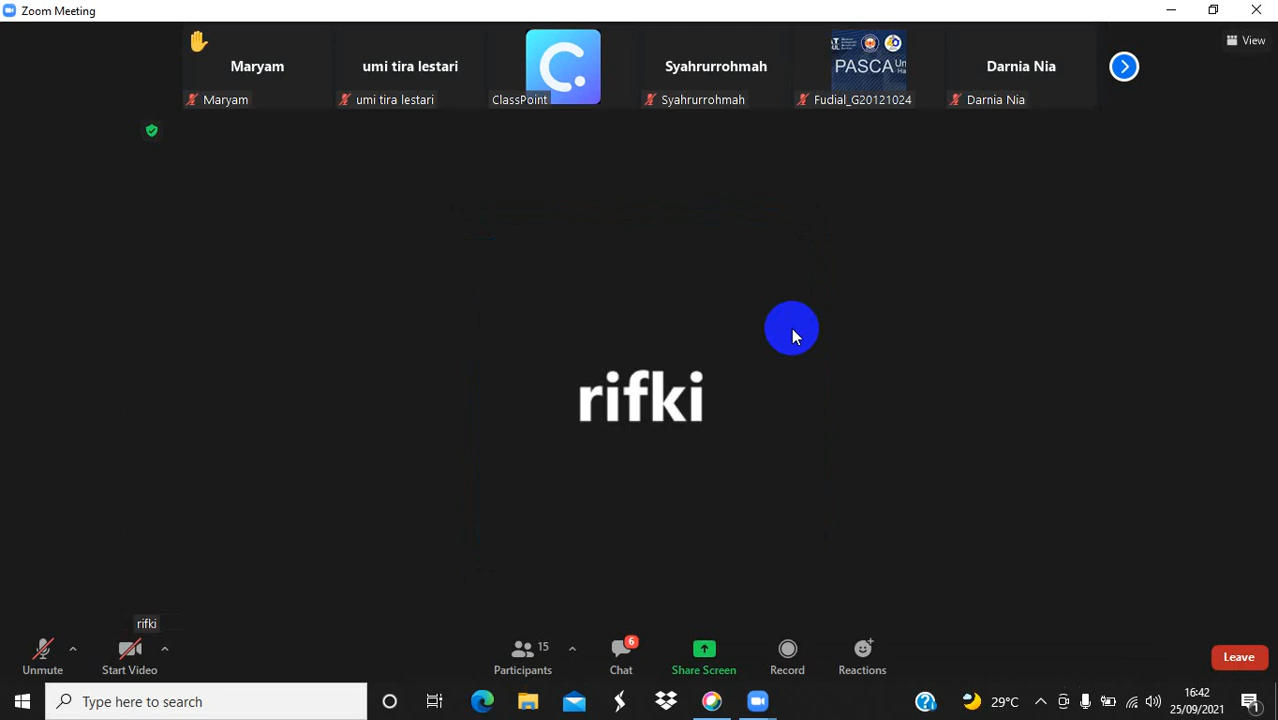 Zoom Meeting
View
Maryam
umi tira lestari
Syahrurrohmah
PASCA
Darnia Nia
Maryam
umi tira lestari
ClassPoint
Syahrurrohmah
Fudial_G20121024
Darnia Nia
rifki
rifki
Unmute
Start Video
15
Participants
6
Chat
Share Screen
Record
Reactions
Leave
Type here to search
29°C
16:42
25/09/2021
1